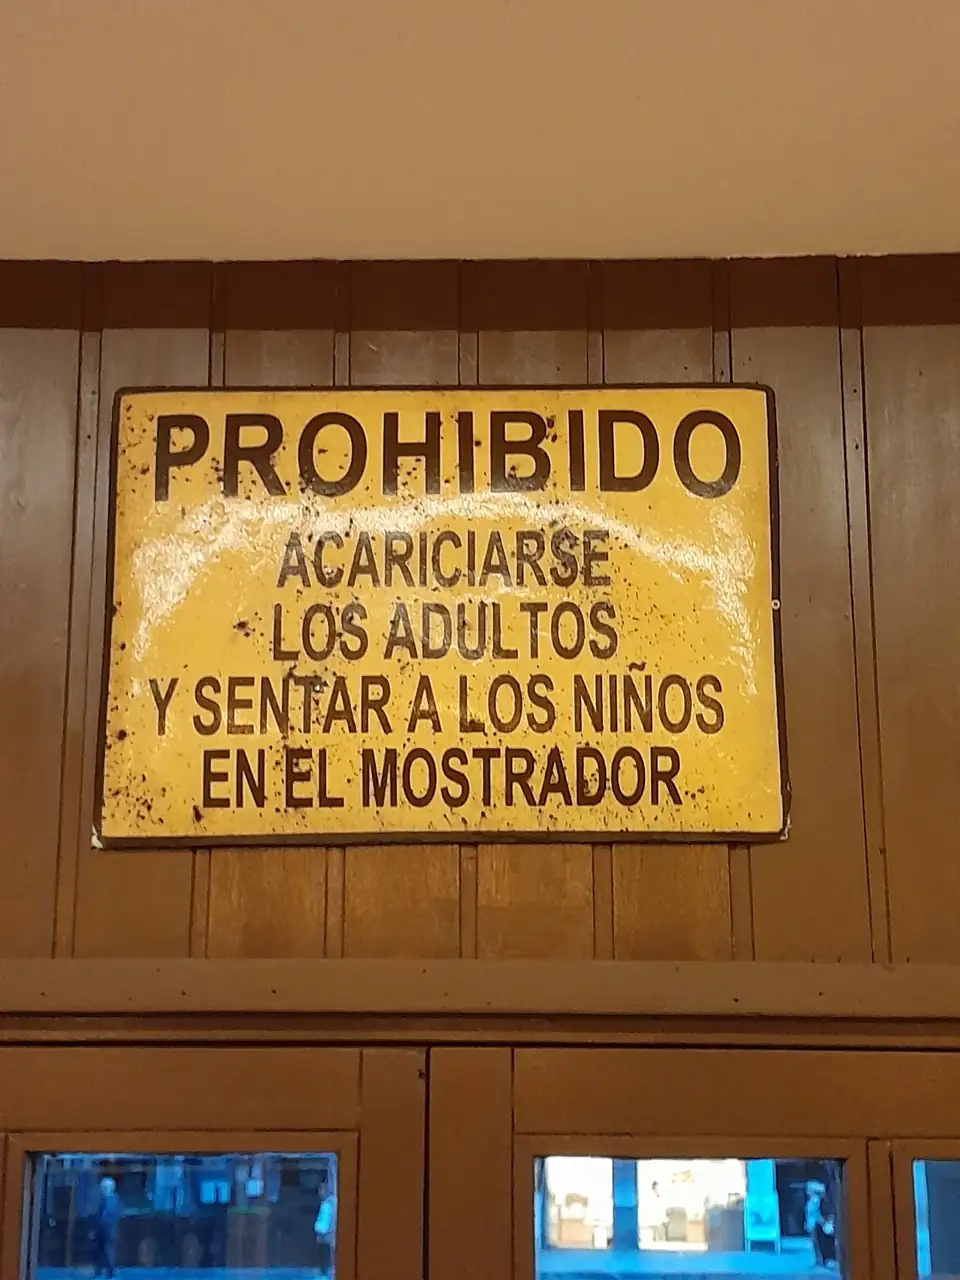 PROHIBIDO
ACARICIARSE
LOS ADULTOS
Y SENTAR A LOS NIÑOS
EN EL MOSTRADOR